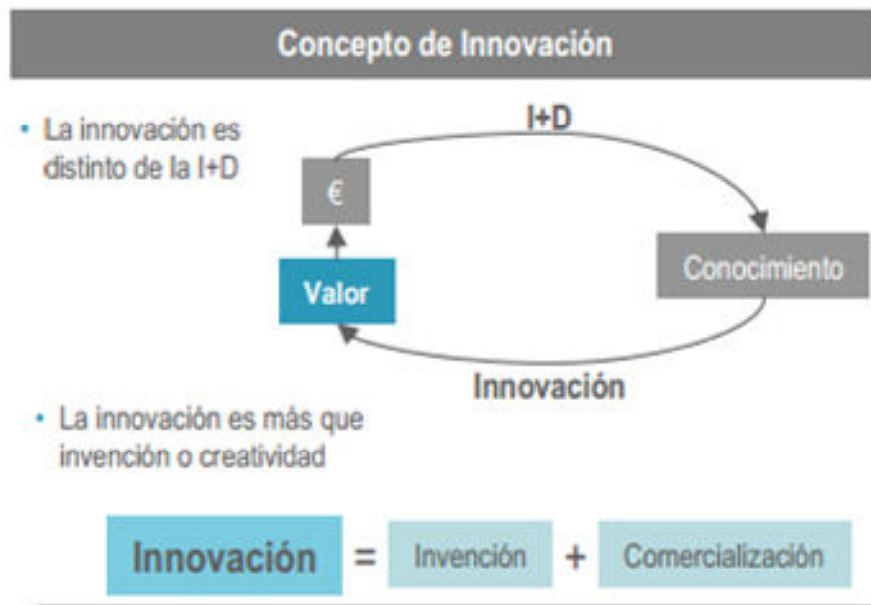 Concepto de Innovación
• La innovación es
distinto de la I+D
I+D
€
Conocimiento
Valor
Innovación
• La innovación es más que
invención o creatividad
Innovación = Invención + Comercialización